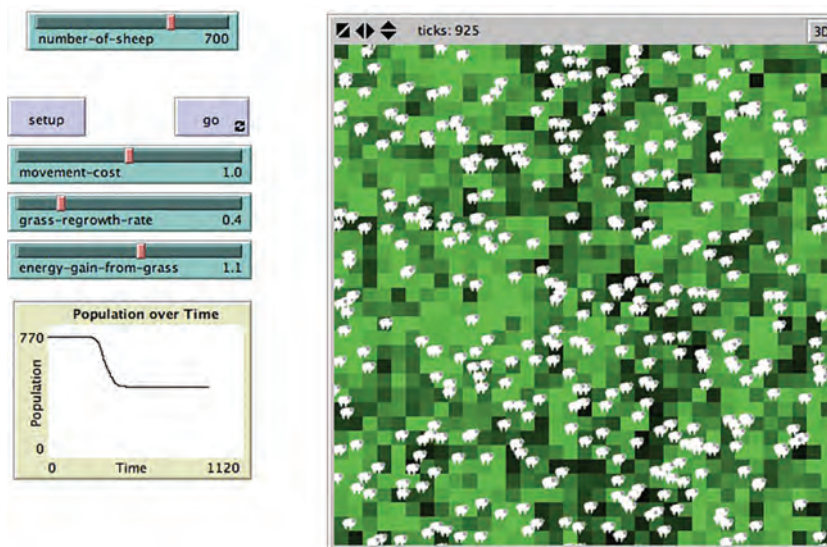 number-of-sheep 700
setup
go
movement-cost 1.0
grass-regrowth-rate 0.4
energy-gain-from-grass 1.1
Population over Time
770
Population
0
0 Time 1120
ticks: 925
3D